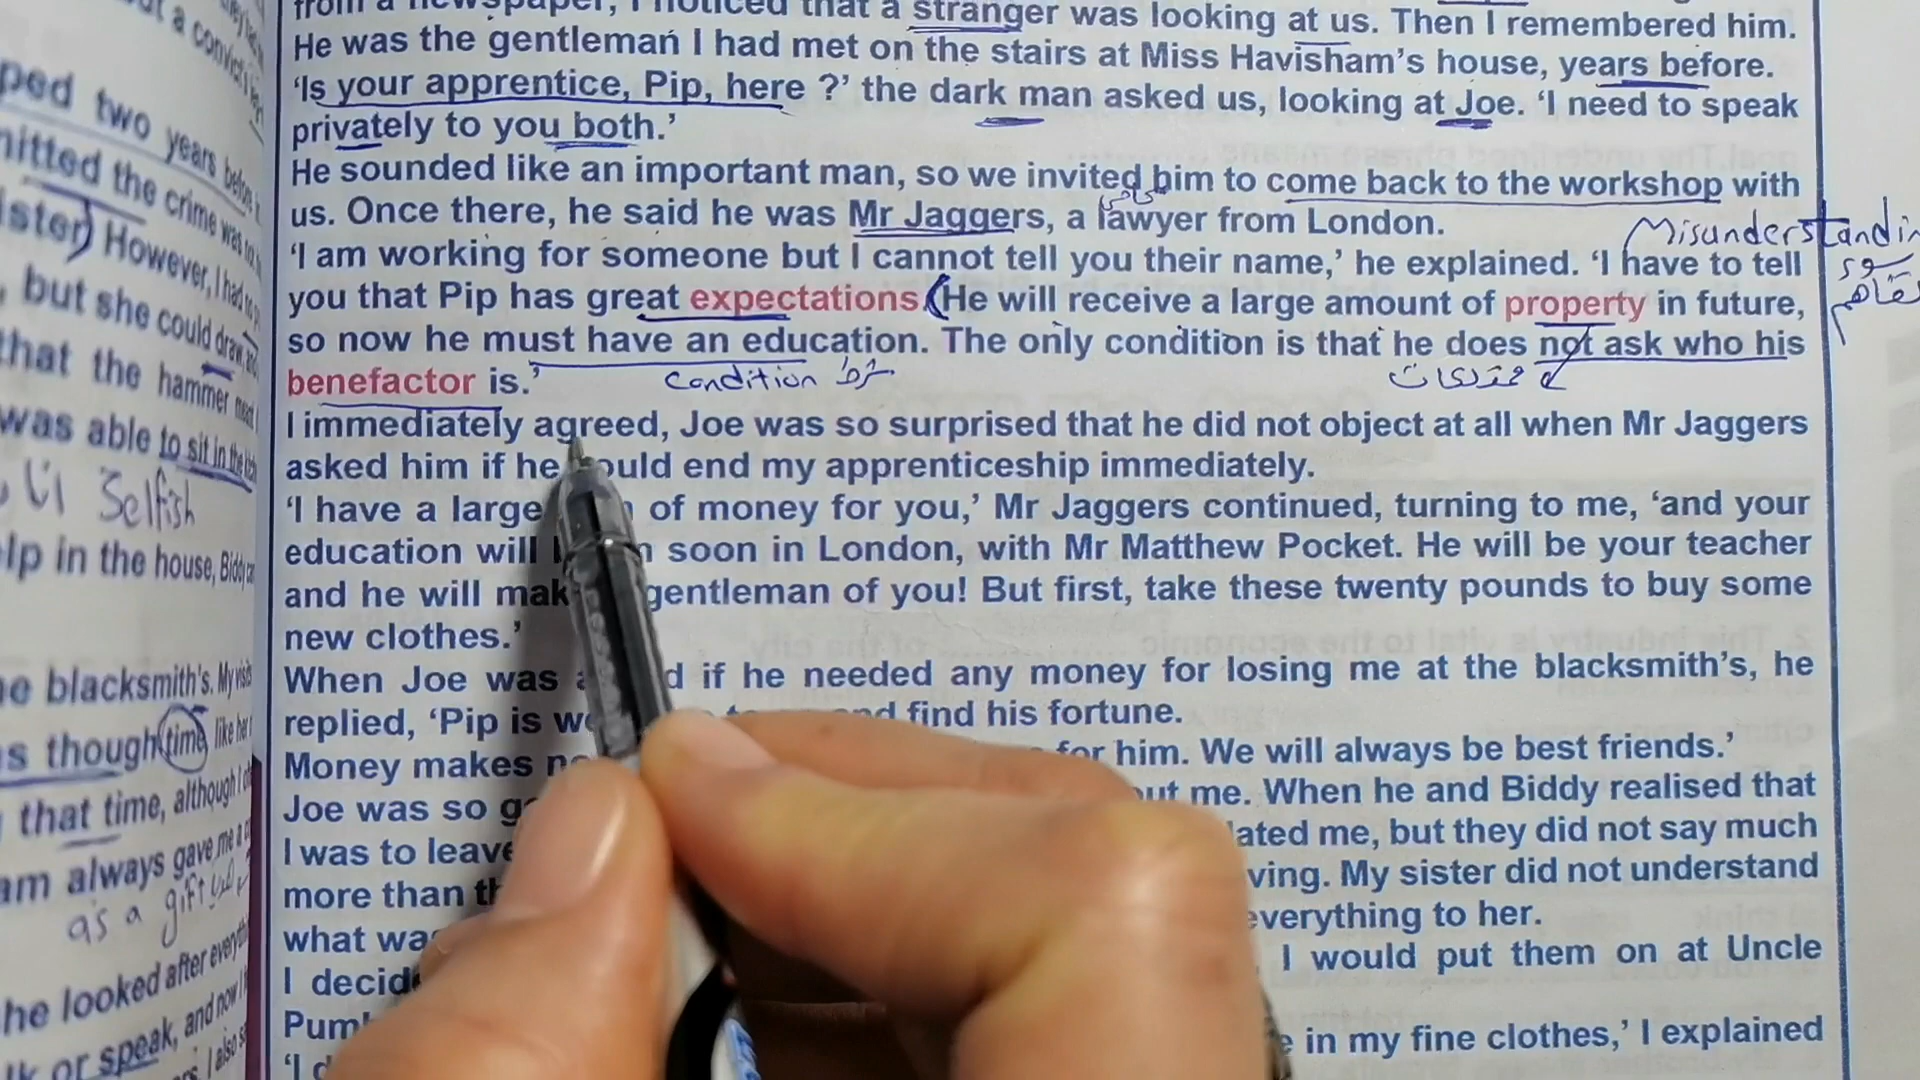 from a newspaper, I noticed that a stranger was looking at us. Then I remembered him.
He was the gentleman I had met on the stairs at Miss Havisham's house, years before.
'Is your apprentice, Pip, here ?' the dark man asked us, looking at Joe. 'I need to speak
privately to you both.'
He sounded like an important man, so we invited him to come back to the workshop with
us. Once there, he said he was Mr Jaggers, a lawyer from London.
Misunderstandin
'I am working for someone but I cannot tell you their name,' he explained. 'I have to tell
سوء
you that Pip has great expectations. He will receive a large amount of property in future,
so now he must have an education. The only condition is that he does not ask who his
benefactor is.'
condition شرط
I immediately agreed, Joe was so surprised that he did not object at all when Mr Jaggers
asked him if he could end my apprenticeship immediately.
'I have a large of money for you,' Mr Jaggers continued, turning to me, 'and your
education will soon in London, with Mr Matthew Pocket. He will be your teacher
and he will mak gentleman of you! But first, take these twenty pounds to buy some
new clothes.'
When Joe was if he needed any money for losing me at the blacksmith's, he
replied, 'Pip is find his fortune.
Money makes for him. We will always be best friends.'
Joe was so me. When he and Biddy realised that
I was to leave ated me, but they did not say much
more than ving. My sister did not understand
what was everything to her.
I decid I would put them on at Uncle
Pum in my fine clothes,' I explained
a convict's
ped two years before
mitted the crime was
ister) However, I had to
, but she could draw
that the hammer
was able to sit in the
Selfish
lp in the house, Biddy
he blacksmith's. My visit
s though time like her
that time, although I
am always gave me a
as a gift
he looked after everyth
lk or speak, and now